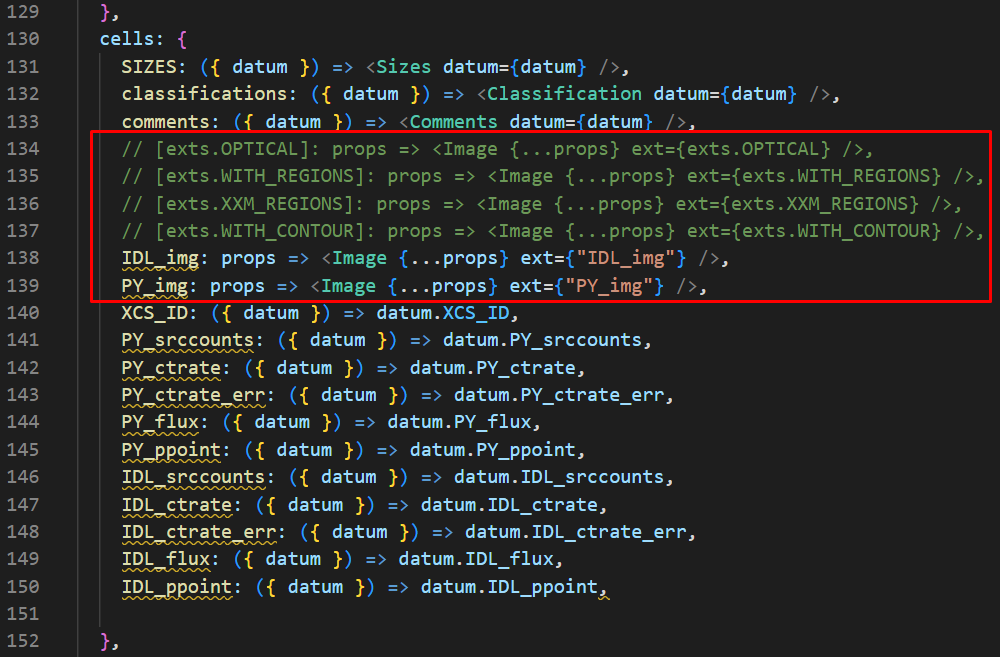 129 },
130 cells: {
131 SIZES: ({ datum }) => <Sizes datum={datum} />,
132 classifications: ({ datum }) => <Classification datum={datum} />,
133 comments: ({ datum }) => <Comments datum={datum} />,
134 // [exts.OPTICAL]: props => <Image {...props} ext={exts.OPTICAL} />,
135 // [exts.WITH_REGIONS]: props => <Image {...props} ext={exts.WITH_REGIONS} />,
136 // [exts.XXM_REGIONS]: props => <Image {...props} ext={exts.XXM_REGIONS} />,
137 // [exts.WITH_CONTOUR]: props => <Image {...props} ext={exts.WITH_CONTOUR} />,
138 IDL_img: props => <Image {...props} ext={"IDL_img"} />,
139 PY_img: props => <Image {...props} ext={"PY_img"} />,
140 XCS_ID: ({ datum }) => datum.XCS_ID,
141 PY_srccounts: ({ datum }) => datum.PY_srccounts,
142 PY_ctrate: ({ datum }) => datum.PY_ctrate,
143 PY_ctrate_err: ({ datum }) => datum.PY_ctrate_err,
144 PY_flux: ({ datum }) => datum.PY_flux,
145 PY_ppoint: ({ datum }) => datum.PY_ppoint,
146 IDL_srccounts: ({ datum }) => datum.IDL_srccounts,
147 IDL_ctrate: ({ datum }) => datum.IDL_ctrate,
148 IDL_ctrate_err: ({ datum }) => datum.IDL_ctrate_err,
149 IDL_flux: ({ datum }) => datum.IDL_flux,
150 IDL_ppoint: ({ datum }) => datum.IDL_ppoint,
151
152 },